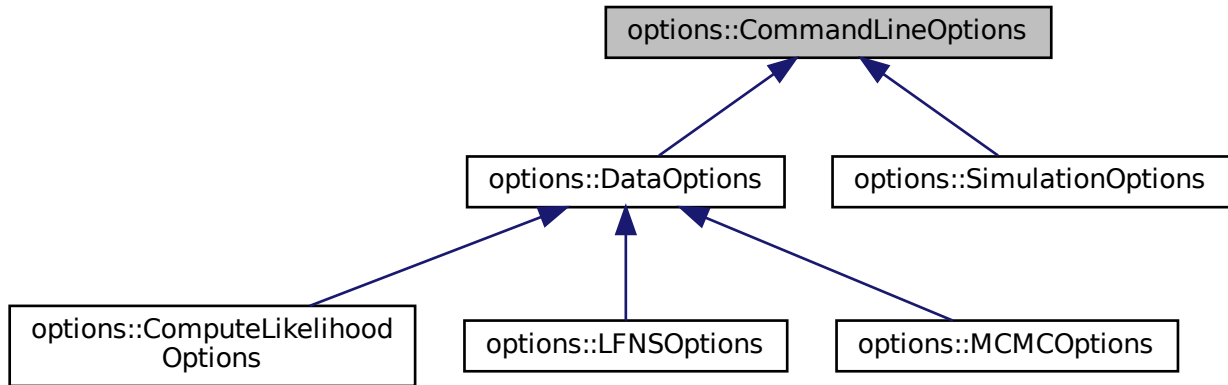 options::CommandLineOptions
options::DataOptions
options::SimulationOptions
options::ComputeLikelihood
Options
options::LFNSOptions
options::MCMCOptions